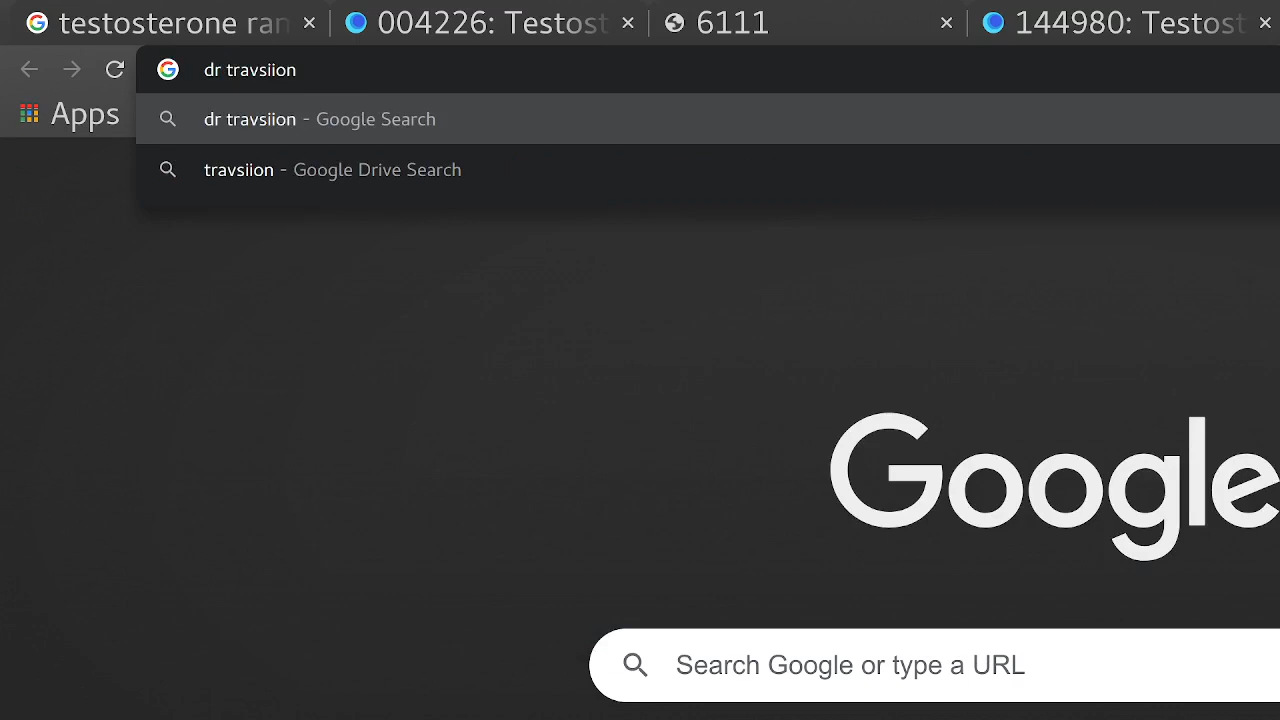 testosterone ran
004226: Testost
6111
144980: Testost
dr travsiion
Apps
dr travsiion - Google Search
travsiion - Google Drive Search
Google
Search Google or type a URL